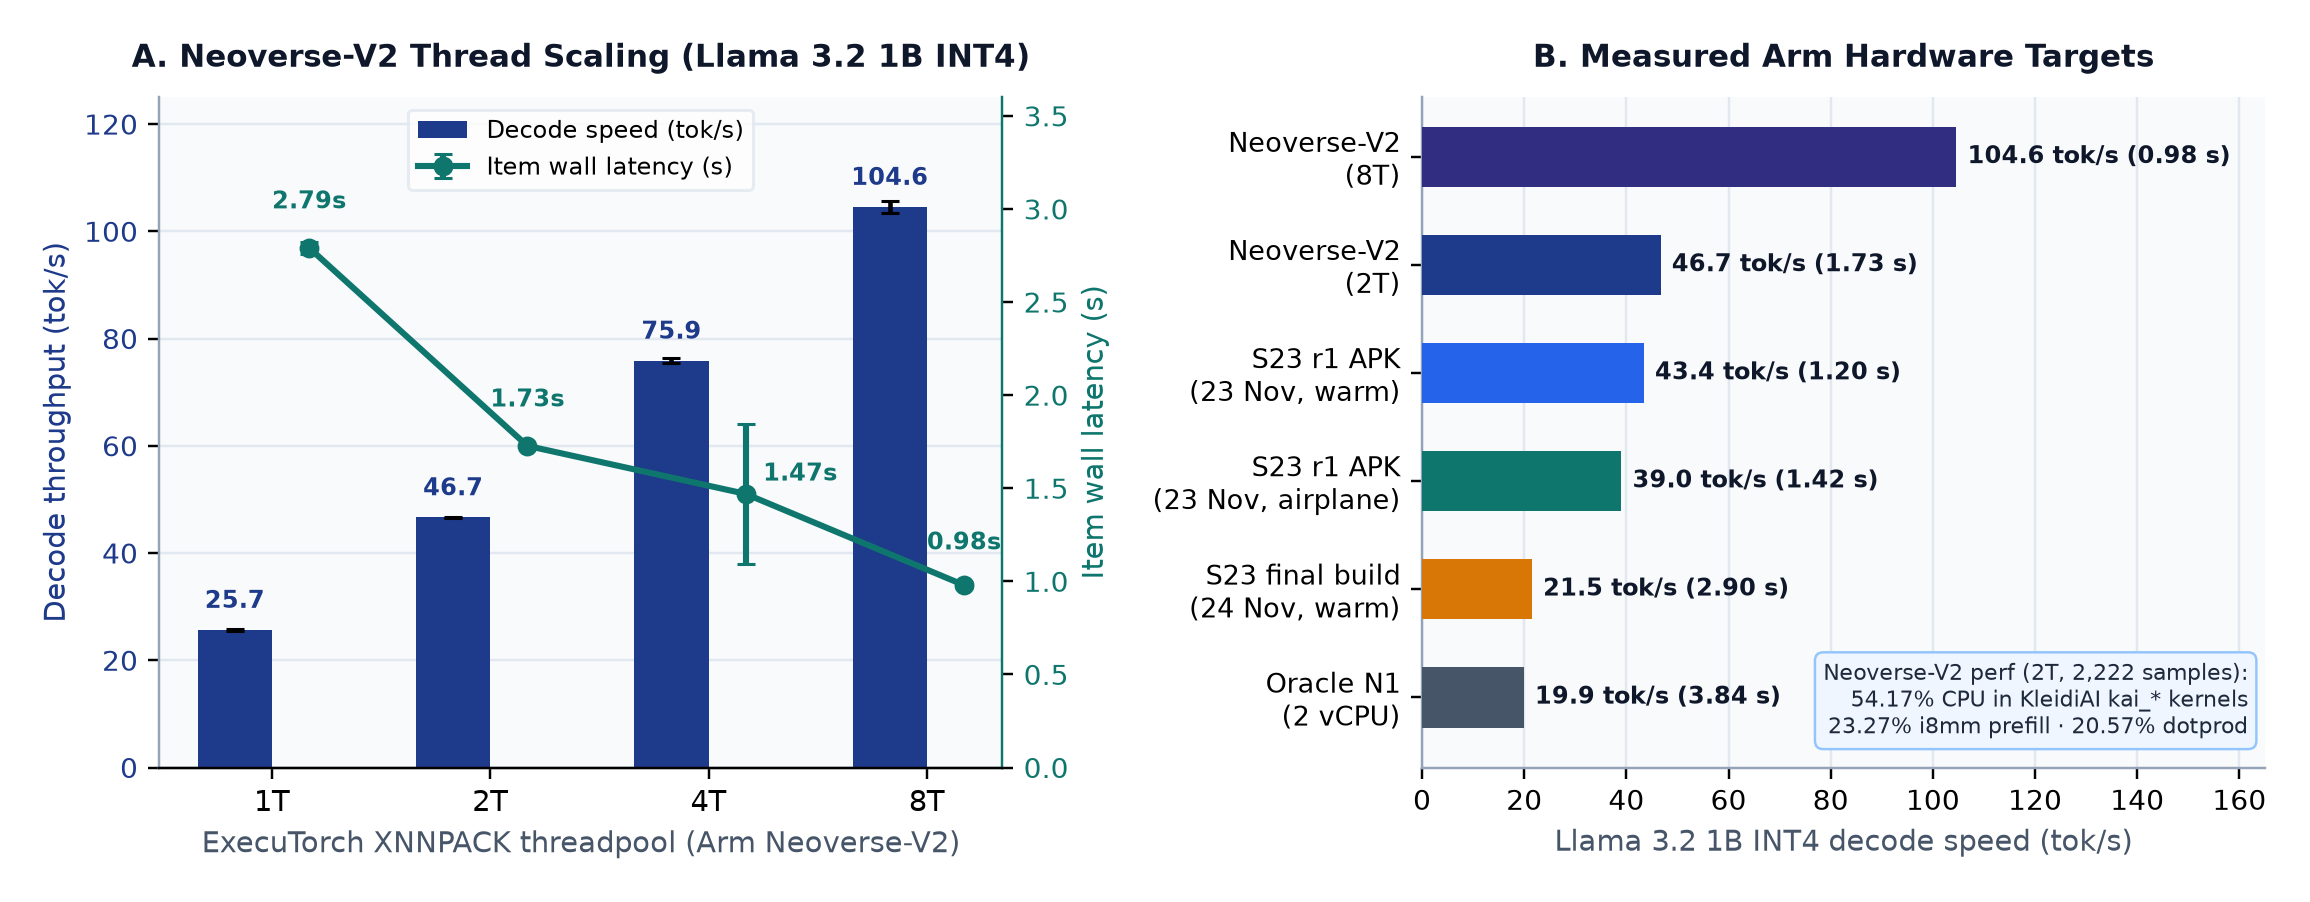 A. Neoverse-V2 Thread Scaling (Llama 3.2 1B INT4)
Decode throughput (tok/s)
120
100
80
60
40
20
0
Decode speed (tok/s)
Item wall latency (s)
2.79s
1.73s
1.47s
0.98s
25.7
46.7
75.9
104.6
3.5
3.0
2.5
2.0
1.5
1.0
0.5
0.0
Item wall latency (s)
1T
2T
4T
8T
ExecuTorch XNNPACK threadpool (Arm Neoverse-V2)
B. Measured Arm Hardware Targets
Neoverse-V2
(8T)
104.6 tok/s (0.98 s)
Neoverse-V2
(2T)
46.7 tok/s (1.73 s)
S23 r1 APK
(23 Nov, warm)
43.4 tok/s (1.20 s)
S23 r1 APK
(23 Nov, airplane)
39.0 tok/s (1.42 s)
S23 final build
(24 Nov, warm)
21.5 tok/s (2.90 s)
Oracle N1
(2 vCPU)
19.9 tok/s (3.84 s)
Neoverse-V2 perf (2T, 2,222 samples):
54.17% CPU in KleidiAI kai_* kernels
23.27% i8mm prefill · 20.57% dotprod
0
20
40
60
80
100
120
140
160
Llama 3.2 1B INT4 decode speed (tok/s)